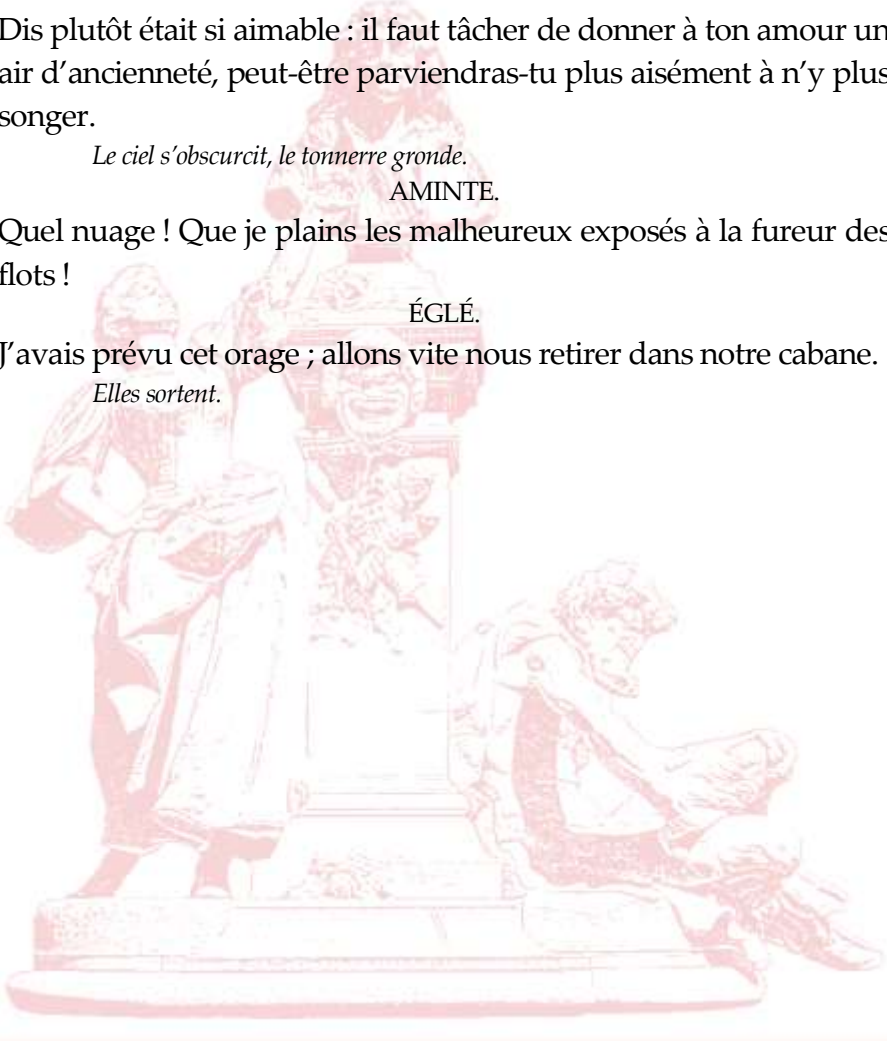 Dis plutôt était si aimable : il faut tâcher de donner à ton amour un
air d’ancienneté, peut-être parviendras-tu plus aisément à n’y plus
songer.
Le ciel s’obscurcit, le tonnerre gronde.
AMINTE.
Quel nuage ! Que je plains les malheureux exposés à la fureur des
flots !
ÉGLÉ.
J’avais prévu cet orage ; allons vite nous retirer dans notre cabane.
Elles sortent.